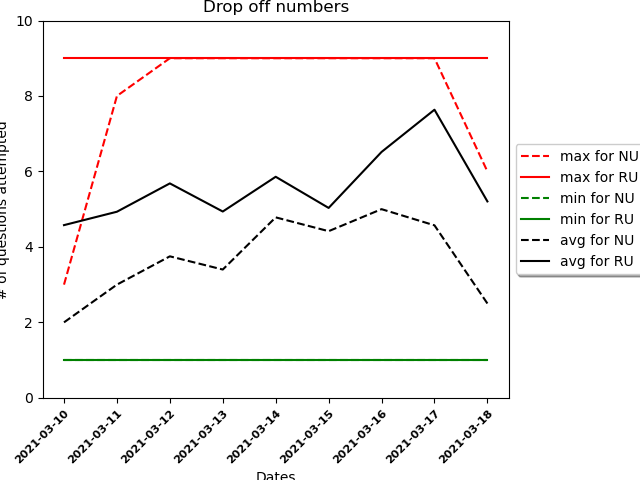 Drop off numbers
# of questions attempted
10
8
6
4
2
0
2021-03-10
2021-03-11
2021-03-12
2021-03-13
2021-03-14
2021-03-15
2021-03-16
2021-03-17
2021-03-18
Dates
max for NU
max for RU
min for NU
min for RU
avg for NU
avg for RU